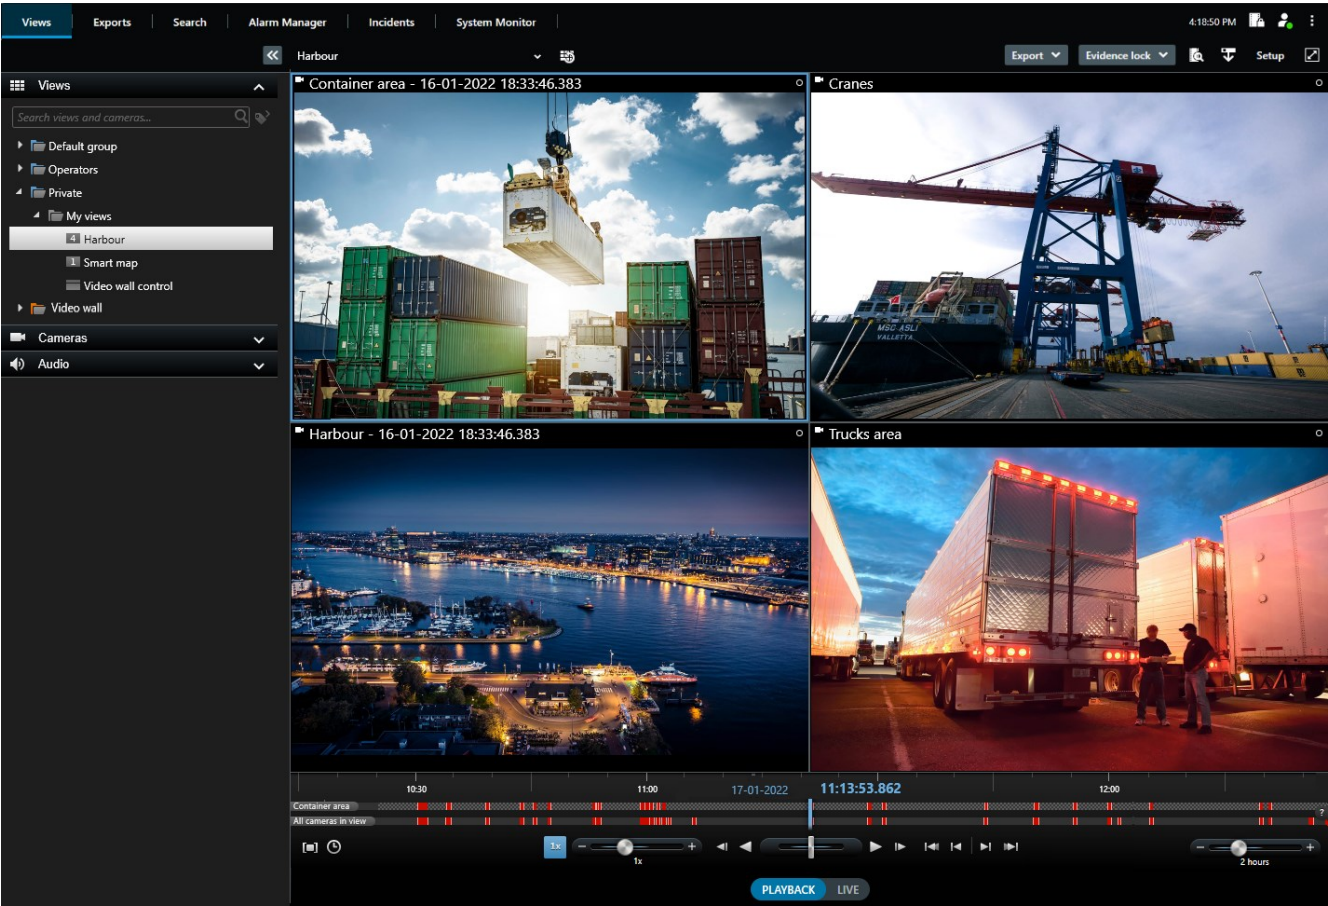 Views Exports Search Alarm Manager Incidents System Monitor 4:18:50 PM
Harbour Export Evidence lock Setup
Views
Search views and cameras...
Default group
Operators
Private
My views
4 Harbour
1 Smart map
Video wall control
Video wall
Cameras
Audio
Container area - 16-01-2022 18:33:46.383
Cranes
MSC ASLI
VALLETTA
Harbour - 16-01-2022 18:33:46.383
Trucks area
10:30 11:00 17-01-2022 11:13:53.862 12:00
Container area
All cameras in view ?
1x
1x 2 hours
PLAYBACK LIVE